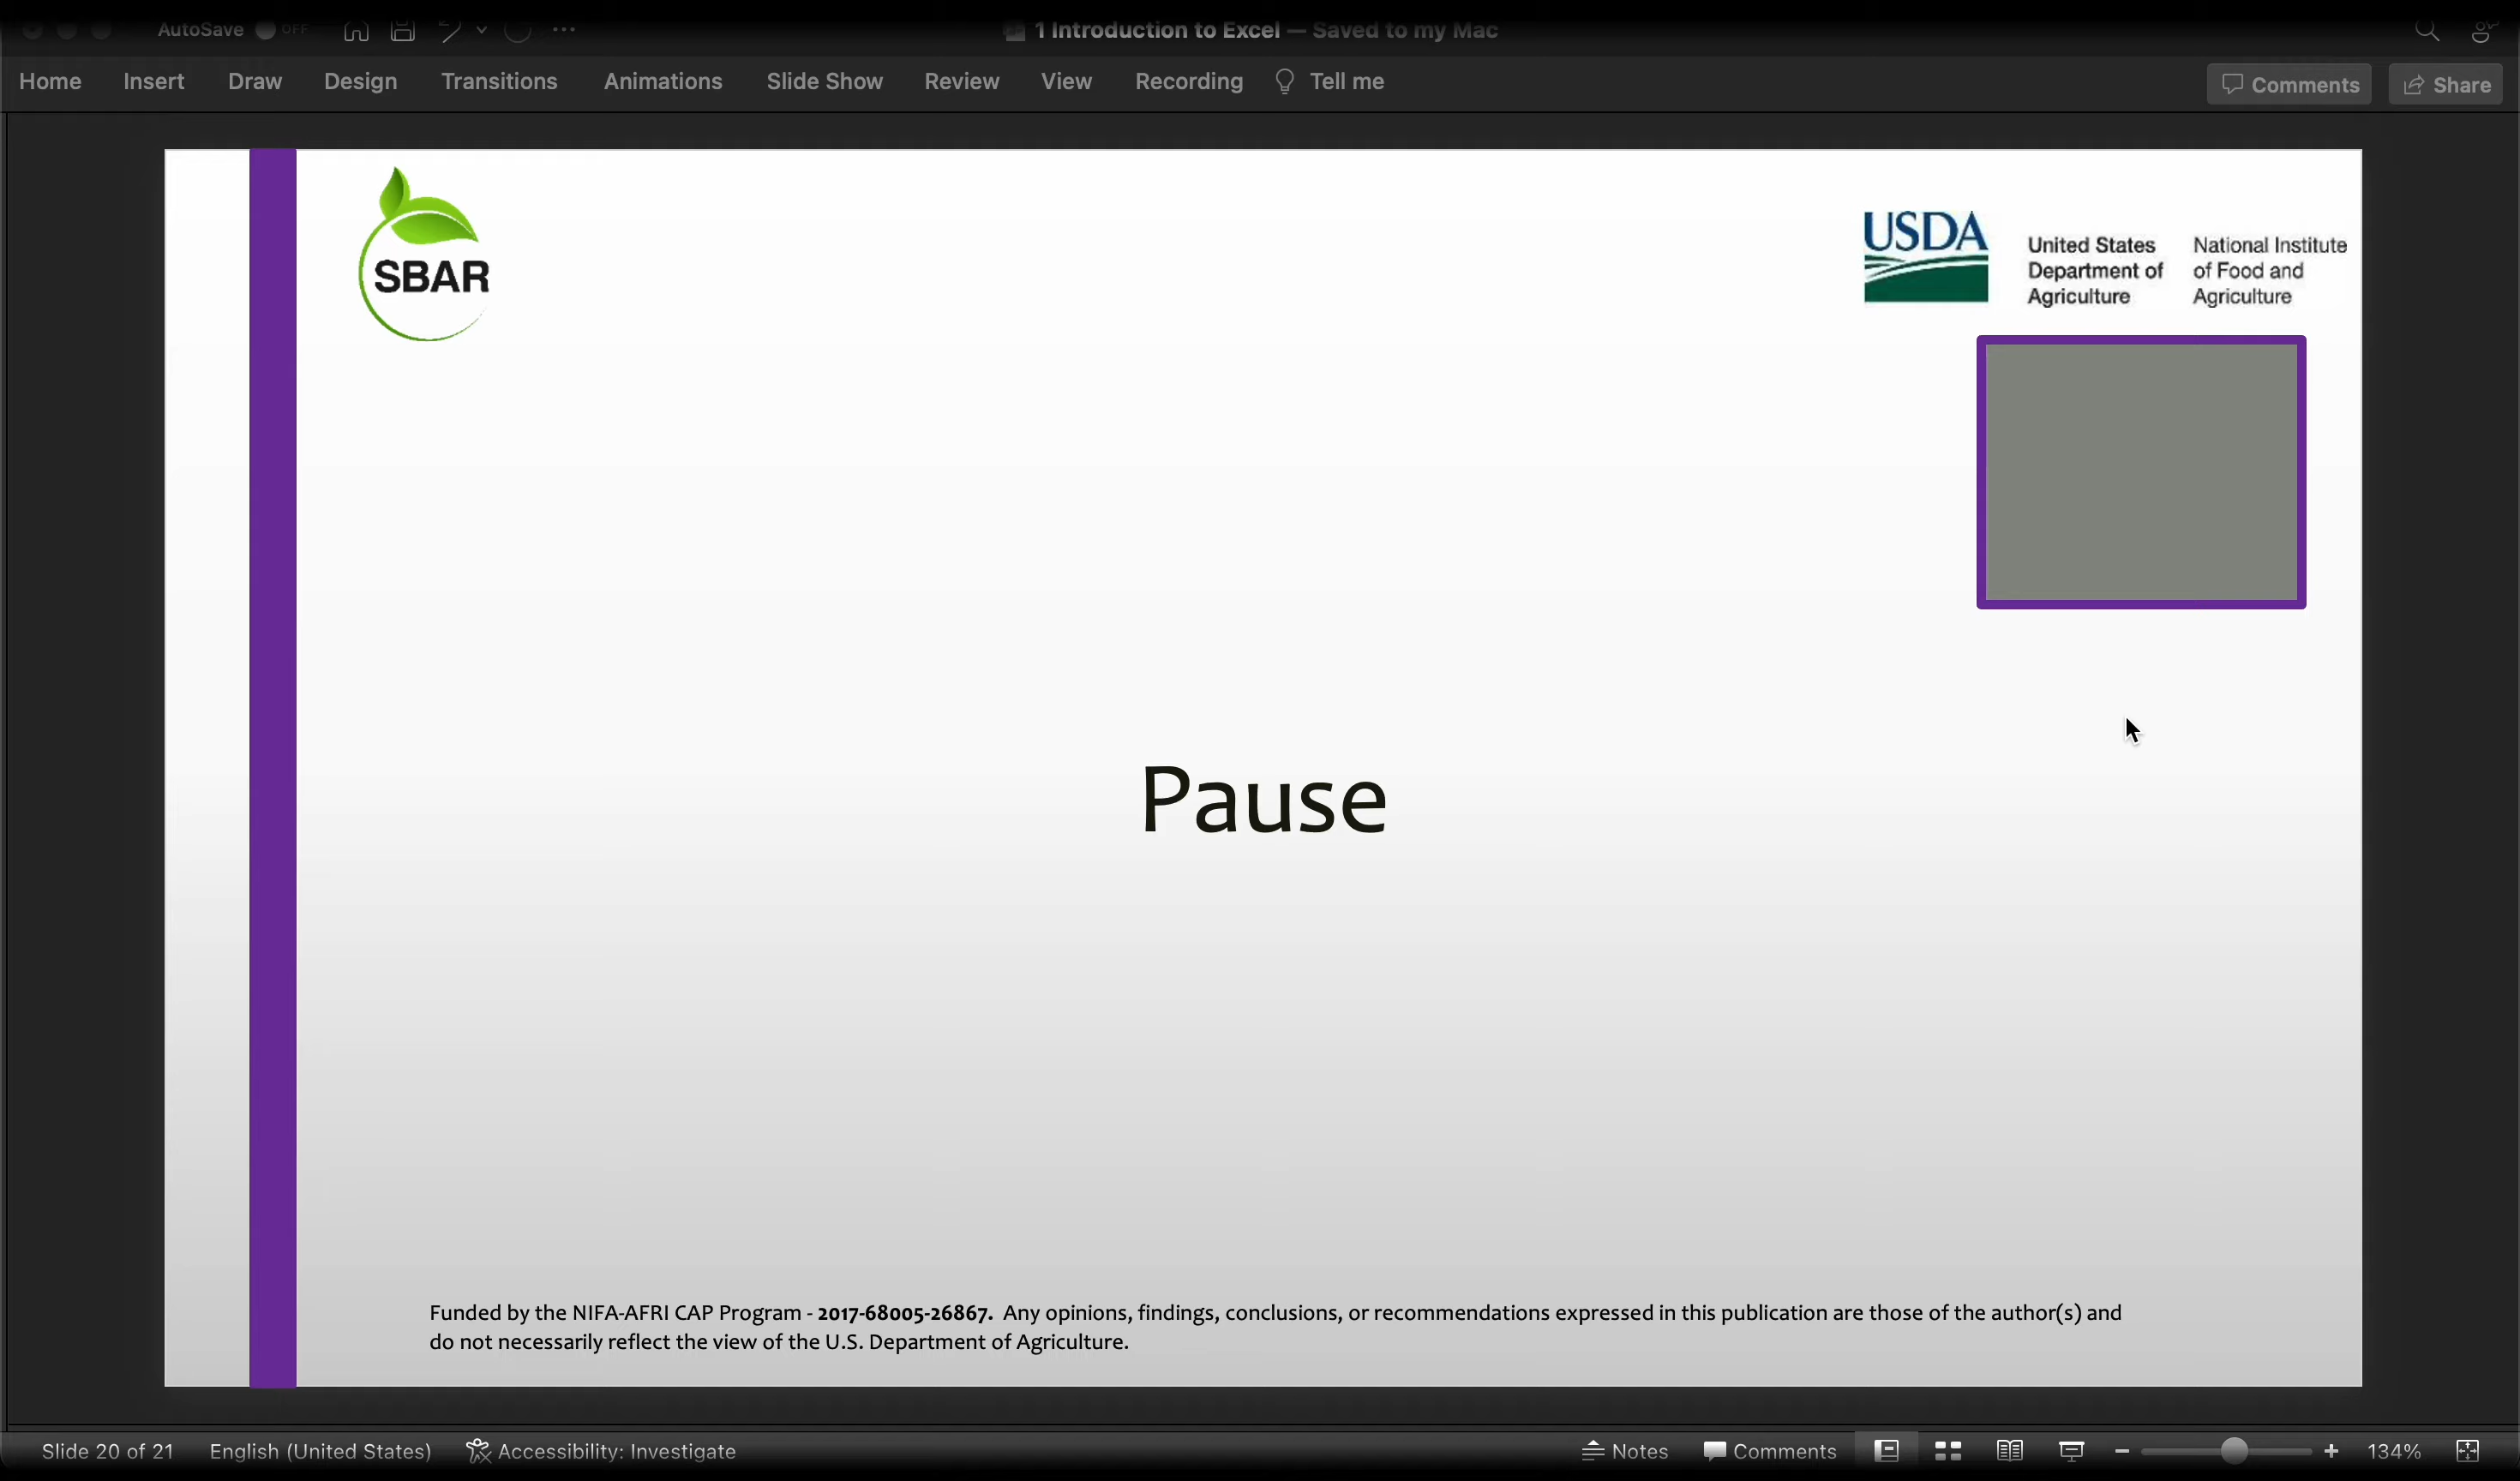 AutoSave OFF
1 Introduction to Excel — Saved to my Mac
Home Insert Draw Design Transitions Animations Slide Show Review View Recording Tell me Comments Share
SBAR
USDA
United States
Department of
Agriculture
National Institute
of Food and
Agriculture
Pause
Funded by the NIFA-AFRI CAP Program - 2017-68005-26867. Any opinions, findings, conclusions, or recommendations expressed in this publication are those of the author(s) and
do not necessarily reflect the view of the U.S. Department of Agriculture.
Slide 20 of 21 English (United States) Accessibility: Investigate Notes Comments 134%